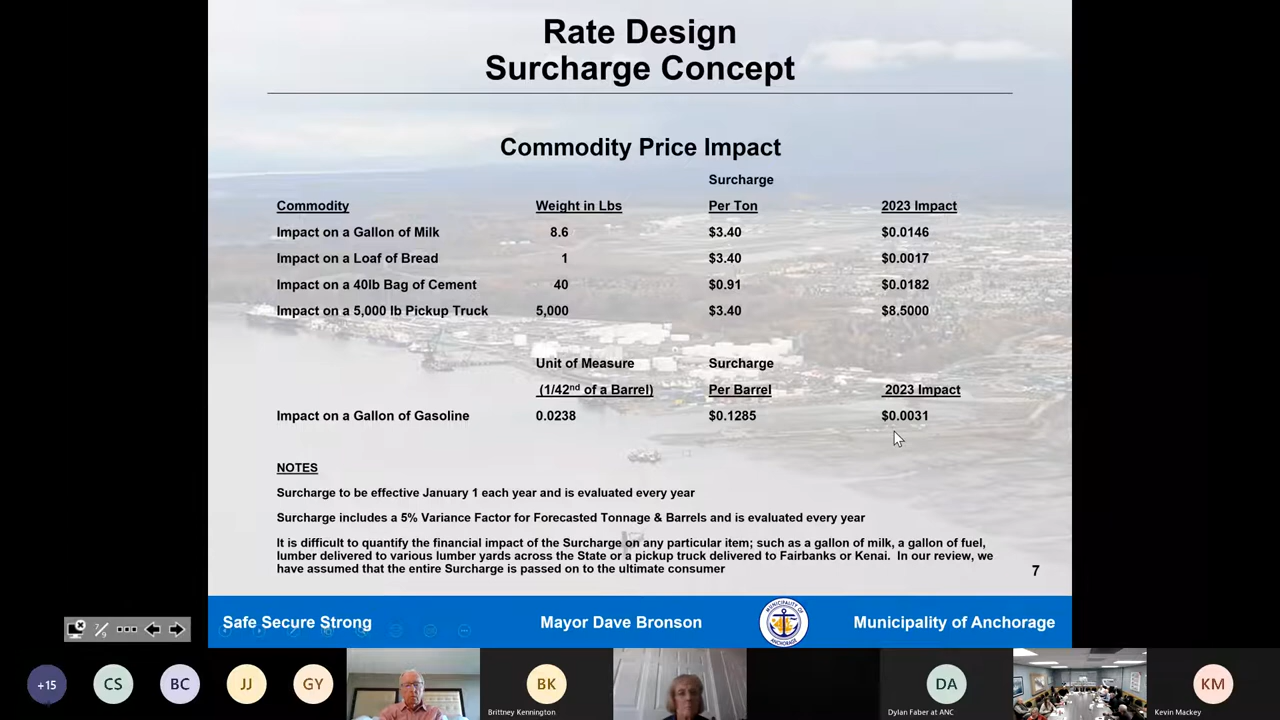 Rate Design
Surcharge Concept
Commodity Price Impact
Surcharge
Commodity Weight in Lbs Per Ton 2023 Impact
Impact on a Gallon of Milk 8.6 $3.40 $0.0146
Impact on a Loaf of Bread 1 $3.40 $0.0017
Impact on a 40lb Bag of Cement 40 $0.91 $0.0182
Impact on a 5,000 lb Pickup Truck 5,000 $3.40 $8.5000
Unit of Measure Surcharge
(1/42nd of a Barrel) Per Barrel 2023 Impact
Impact on a Gallon of Gasoline 0.0238 $0.1285 $0.0031
NOTES
Surcharge to be effective January 1 each year and is evaluated every year
Surcharge includes a 5% Variance Factor for Forecasted Tonnage & Barrels and is evaluated every year
It is difficult to quantify the financial impact of the Surcharge on any particular item; such as a gallon of milk, a gallon of fuel,
lumber delivered to various lumber yards across the State or a pickup truck delivered to Fairbanks or Kenai. In our review, we
have assumed that the entire Surcharge is passed on to the ultimate consumer
7
Safe Secure Strong Mayor Dave Bronson MUNICIPALITY OF ANCHORAGE Municipality of Anchorage
+15 CS BC JJ GY BK DA KM
Brittney Kennington Dylan Faber at ANC Kevin Mackey